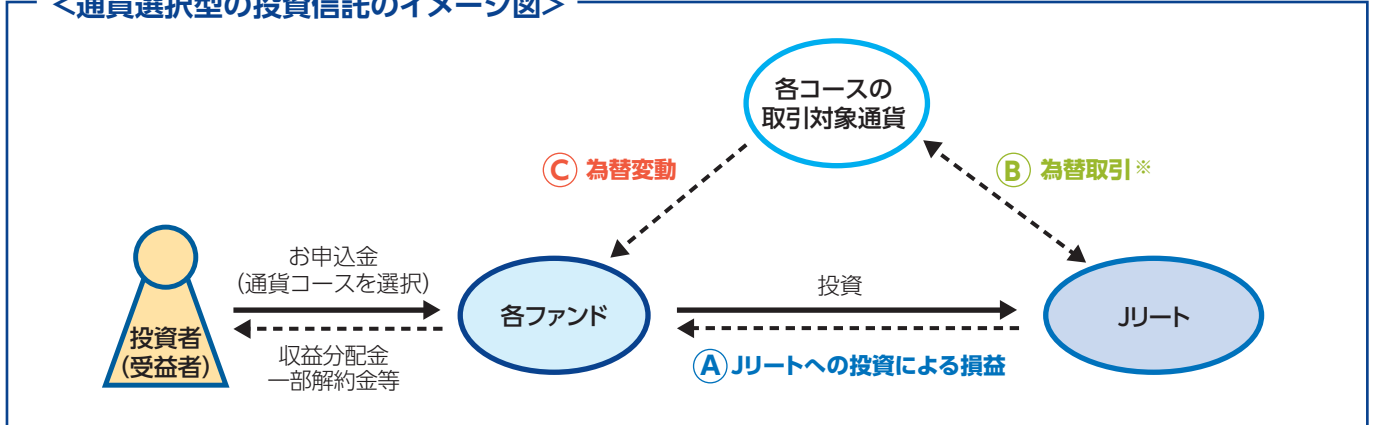 <通貨選択型の投資信託のイメージ図>
各コースの
取引対象通貨
C 為替変動
B 為替取引※
お申込金
(通貨コースを選択)
投資者
(受益者)
収益分配金
一部解約金等
各ファンド
投資
A Jリートへの投資による損益
Jリート